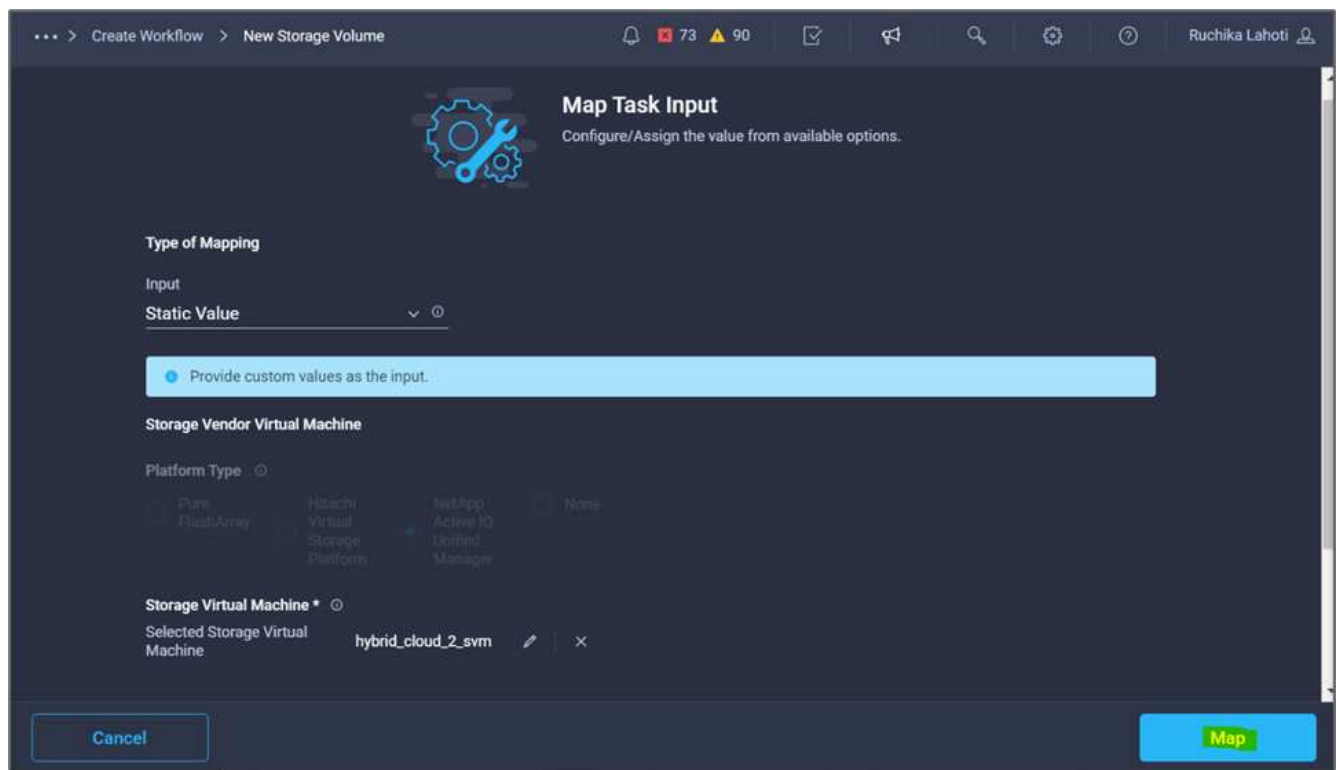 ••• > Create Workflow > New Storage Volume 73 90 Ruchika Lahoti
Map Task Input
Configure/Assign the value from available options.
Type of Mapping
Input
Static Value
Provide custom values as the input.
Storage Vendor Virtual Machine
Platform Type
Pure Hitachi NetApp None
FlashArray Virtual Active IQ
Storage Unified
Platform Manager
Storage Virtual Machine *
Selected Storage Virtual hybrid_cloud_2_svm
Machine
Cancel Map